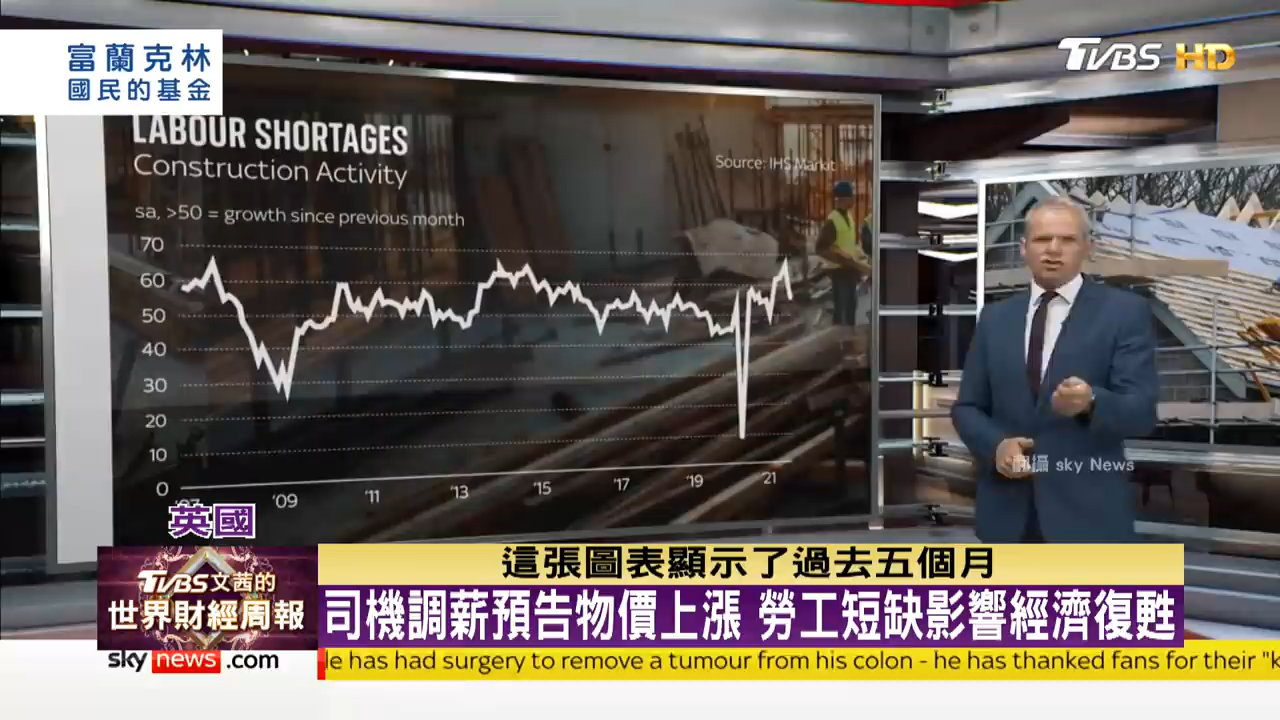 富蘭克林
國民的基金
TVBS HD
LABOUR SHORTAGES
Construction Activity
Source: IHS Markit
sa, >50 = growth since previous month
70
60
50
40
30
20
10
0
'07 '09 '11 '13 '15 '17 '19 '21
翻攝 sky News
英國
這張圖表顯示了過去五個月
TVBS 文茜的
世界財經周報
司機調薪預告物價上漲 勞工短缺影響經濟復甦
sky news .com
le has had surgery to remove a tumour from his colon - he has thanked fans for their "k